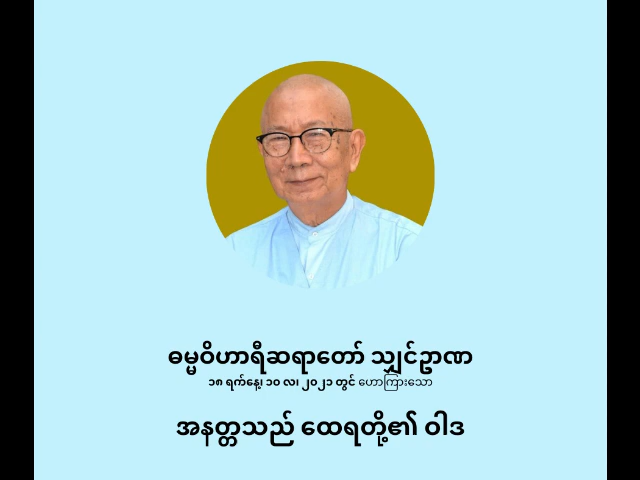 ဓမ္မဝိဟာရီဆရာတော် သျှင်ဥာဏ
၁၈ ရက်နေ့၊ ၁၀ လ၊ ၂၀၂၁ တွင် ဟောကြားသော
အနတ္တသည် ထေရတို့၏ ဝါဒ